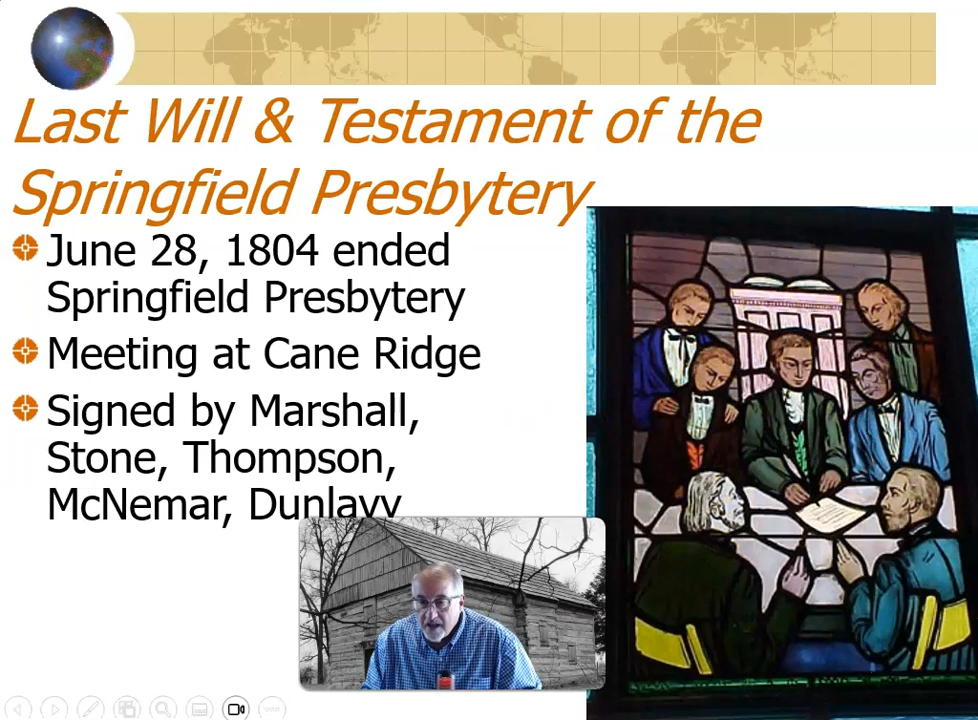 Last Will & Testament of the
Springfield Presbytery
June 28, 1804 ended
Springfield Presbytery
Meeting at Cane Ridge
Signed by Marshall,
Stone, Thompson,
McNemar, Dunlavy